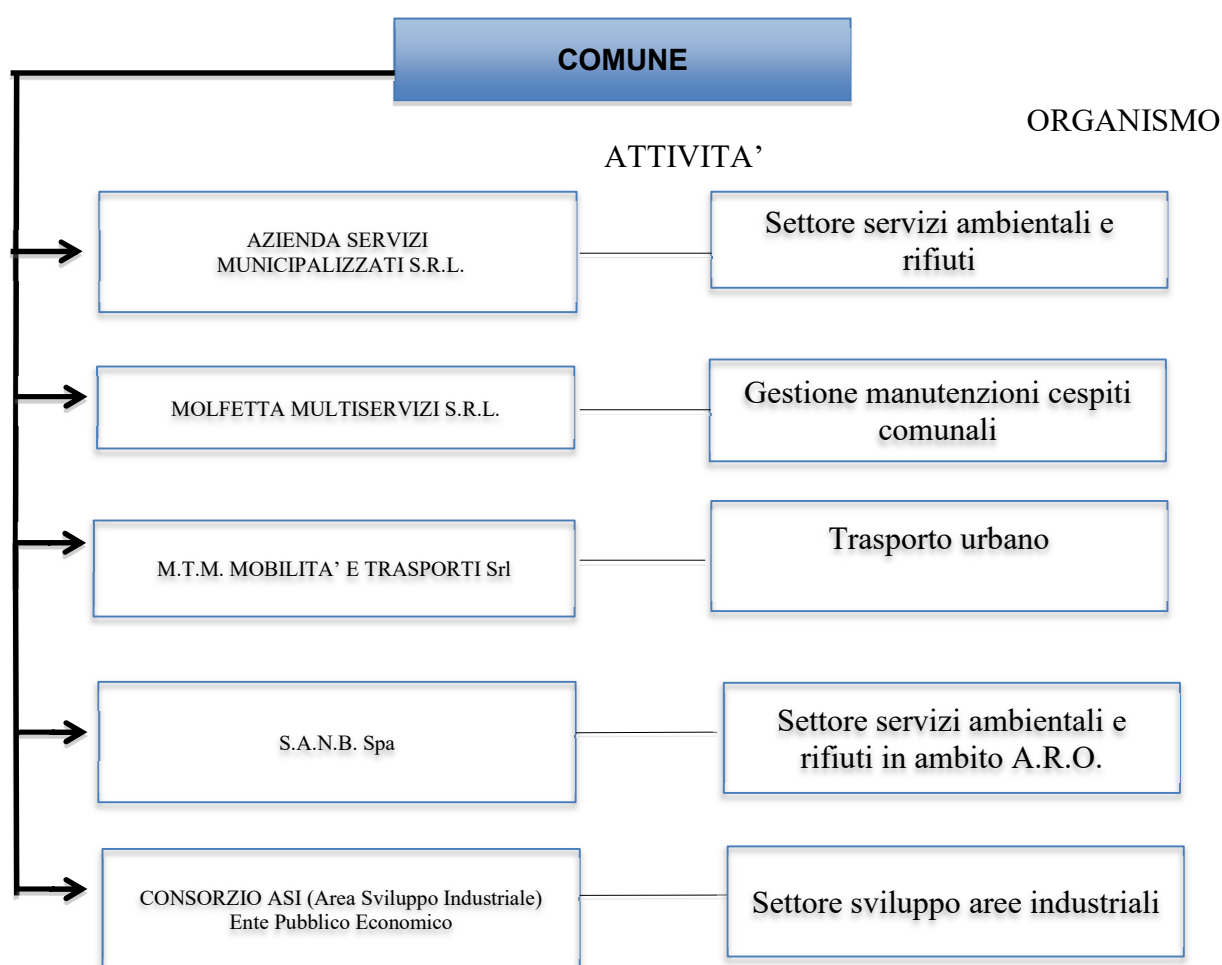 COMUNE
ORGANISMO
ATTIVITA’
AZIENDA SERVIZI
MUNICIPALIZZATI S.R.L.
Settore servizi ambientali e
rifiuti
MOLFETTA MULTISERVIZI S.R.L.
Gestione manutenzioni cespiti
comunali
M.T.M. MOBILITA’ E TRASPORTI Srl
Trasporto urbano
S.A.N.B. Spa
Settore servizi ambientali e
rifiuti in ambito A.R.O.
CONSORZIO ASI (Area Sviluppo Industriale)
Ente Pubblico Economico
Settore sviluppo aree industriali